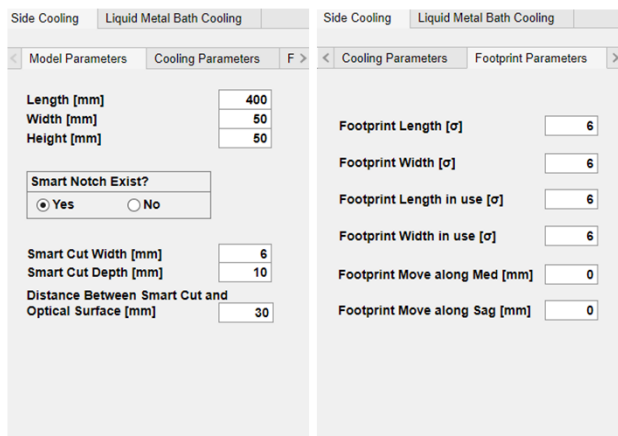 Side Cooling
Liquid Metal Bath Cooling
< Model Parameters
Cooling Parameters
F >
Length [mm] 400
Width [mm] 50
Height [mm] 50
Smart Notch Exist?
Yes
No
Smart Cut Width [mm] 6
Smart Cut Depth [mm] 10
Distance Between Smart Cut and
Optical Surface [mm] 30
Side Cooling
Liquid Metal Bath Cooling
< Cooling Parameters
Footprint Parameters >
Footprint Length [σ] 6
Footprint Width [σ] 6
Footprint Length in use [σ] 6
Footprint Width in use [σ] 6
Footprint Move along Med [mm] 0
Footprint Move along Sag [mm] 0